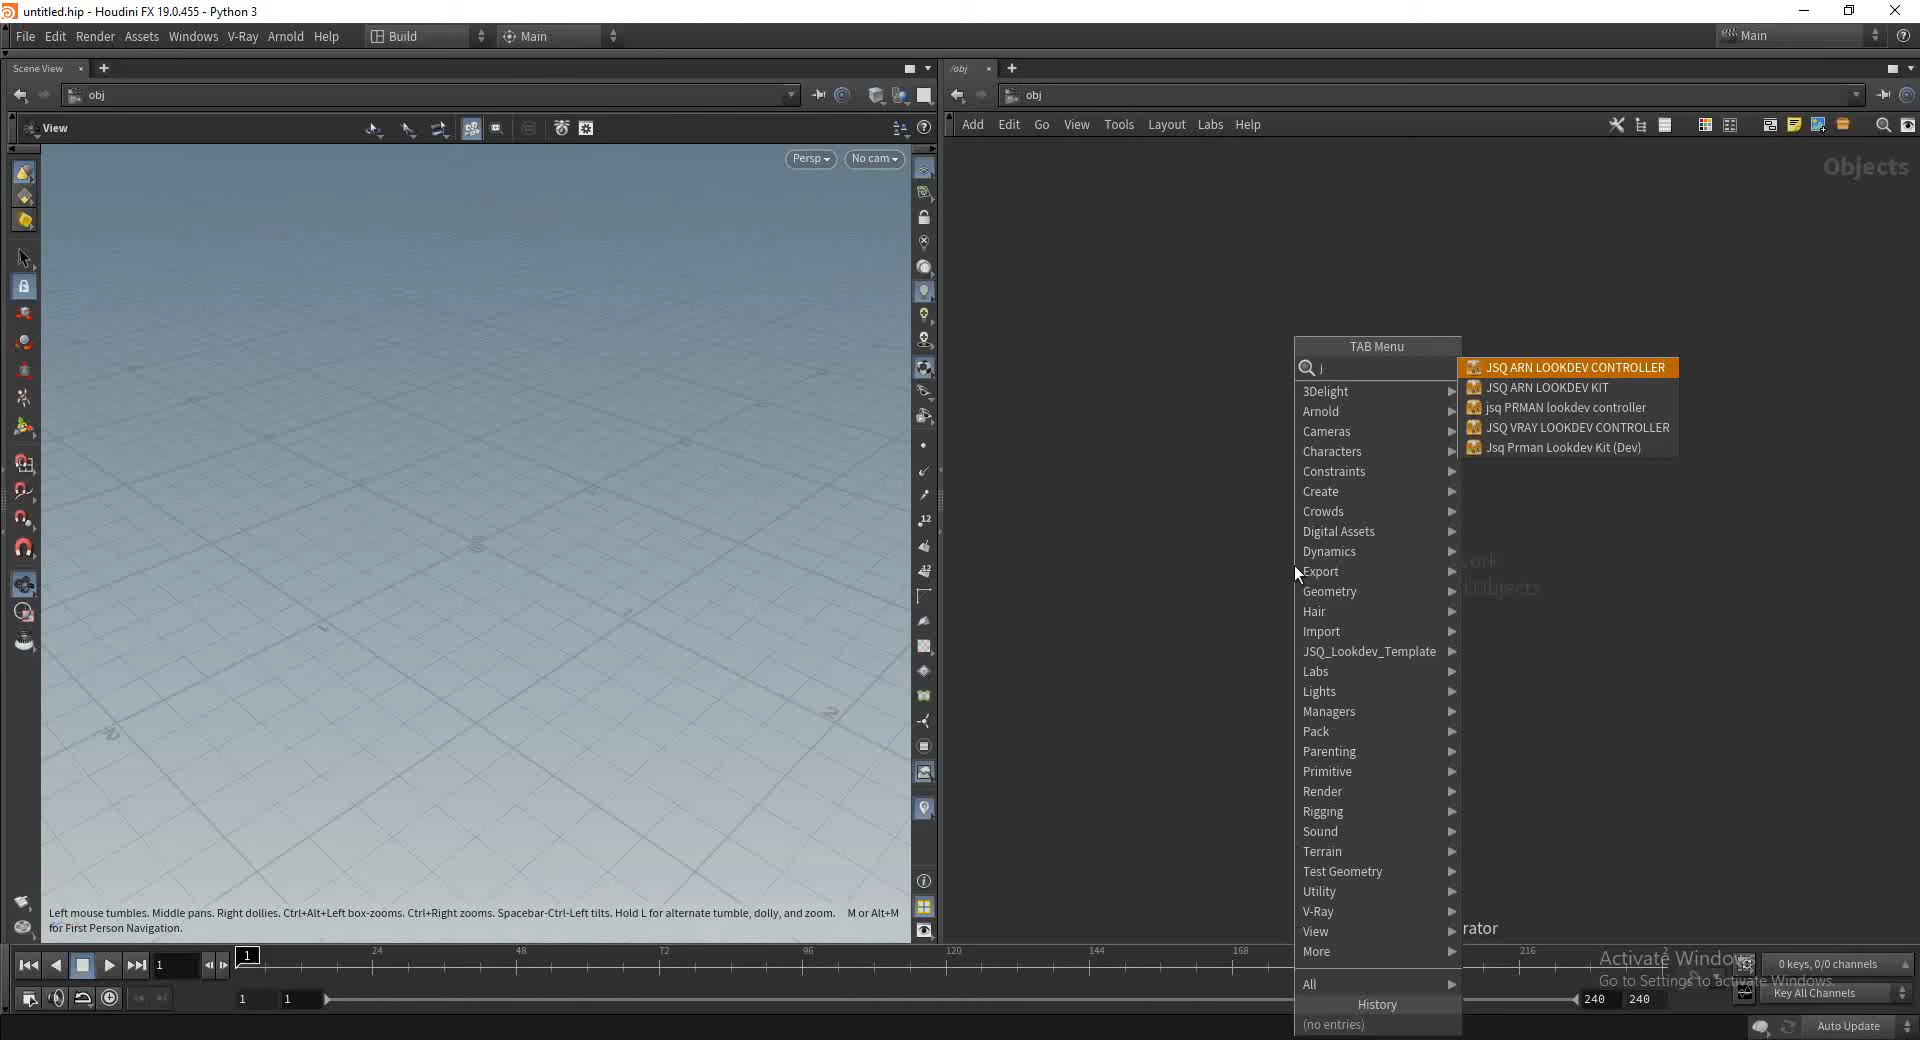 untitled.hip - Houdini FX 19.0.455 - Python 3
File Edit Render Assets Windows V-Ray Arnold Help Build Main Main
Scene View × +
/obj × +
obj
obj
View
Add Edit Go View Tools Layout Labs Help
Persp No cam
Objects
TAB Menu
j
JSQ ARN LOOKDEV CONTROLLER
JSQ ARN LOOKDEV KIT
jsq PRMAN lookdev controller
JSQ VRAY LOOKDEV CONTROLLER
Jsq Prman Lookdev Kit (Dev)
3Delight
Arnold
Cameras
Characters
Constraints
Create
Crowds
Digital Assets
Dynamics
Export
Geometry
Hair
Import
JSQ_Lookdev_Template
Labs
Lights
Managers
Pack
Parenting
Primitive
Render
Rigging
Sound
Terrain
Test Geometry
Utility
V-Ray
View
More
All
History
(no entries)
12
12
Left mouse tumbles. Middle pans. Right dollies. Ctrl+Alt+Left box-zooms. Ctrl+Right zooms. Spacebar-Ctrl-Left tilts. Hold L for alternate tumble, dolly, and zoom. M or Alt+M
for First Person Navigation.
rator
1 1 24 48 72 96 120 144 168 216
1 1 240 240
Activate Windows
Go to Settings to activate Windows.
0 keys, 0/0 channels
Key All Channels
Auto Update